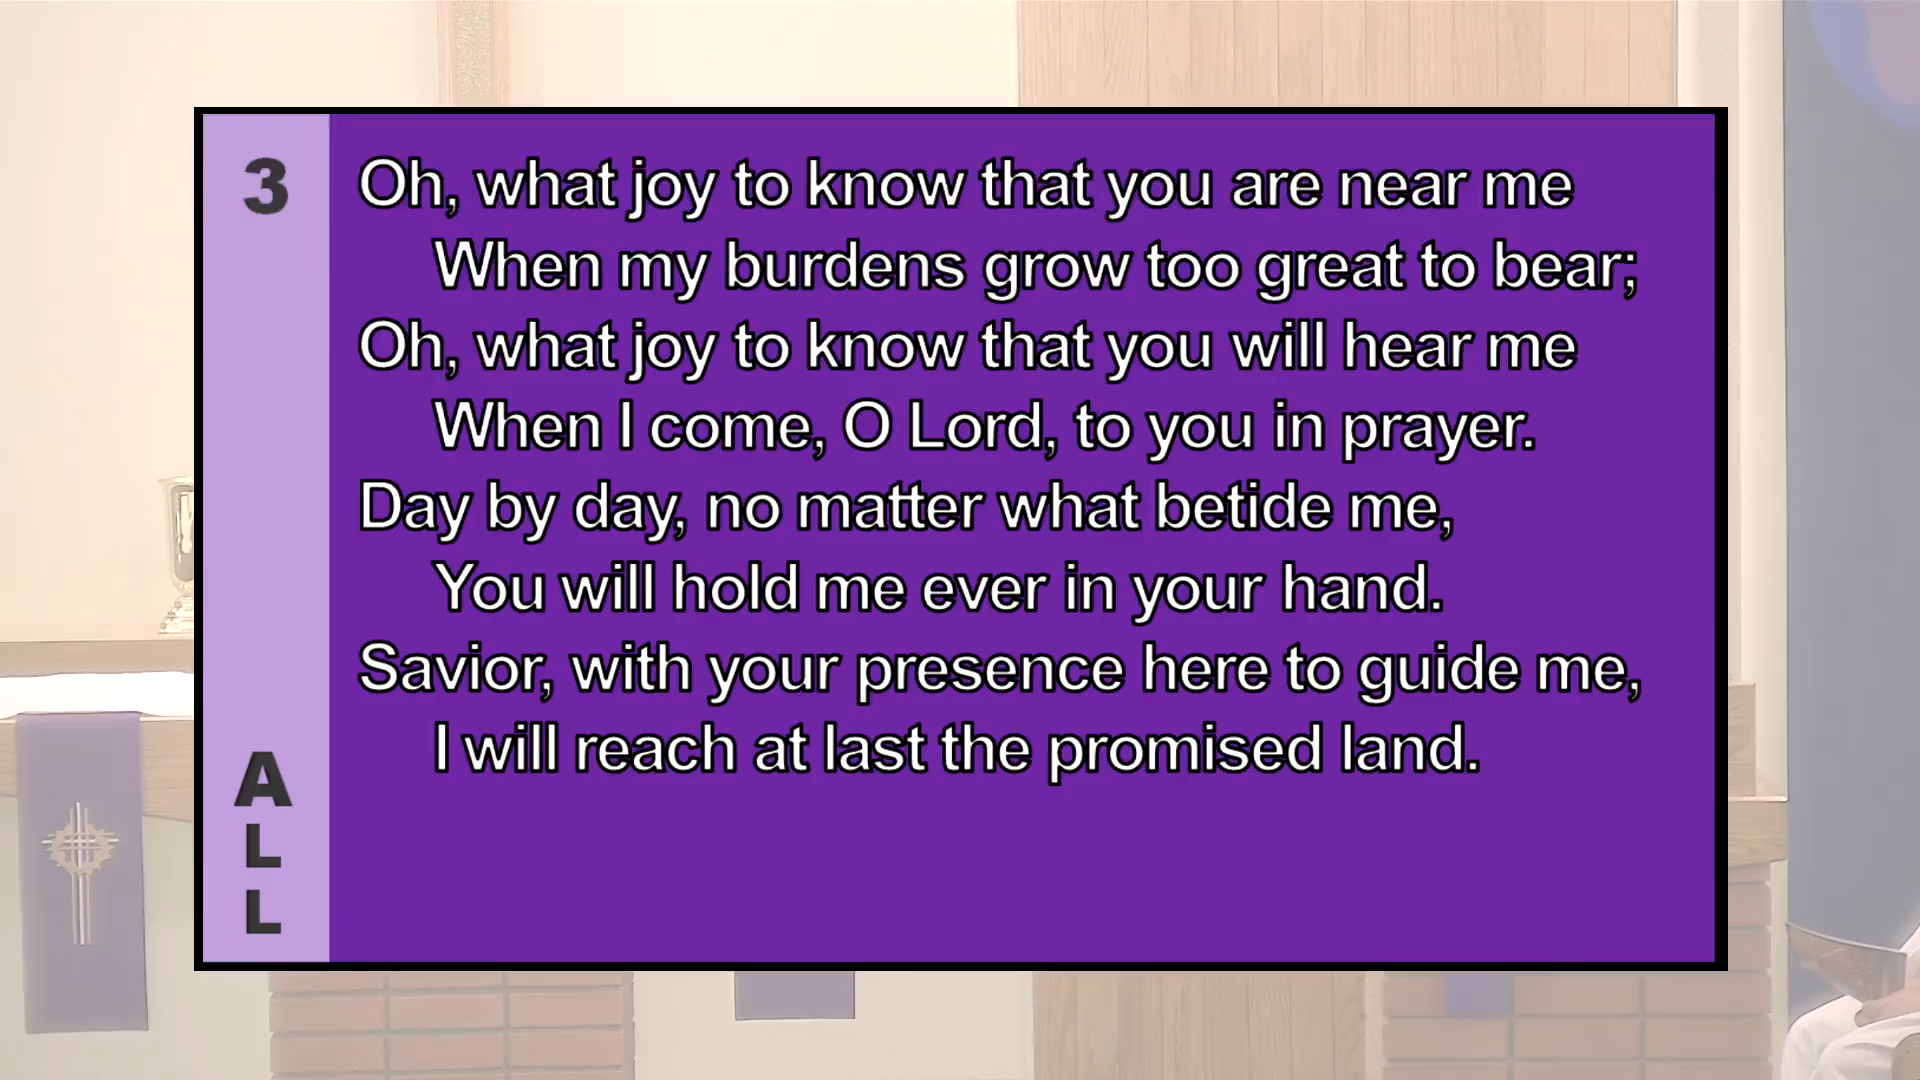 3
Oh, what joy to know that you are near me
When my burdens grow too great to bear;
Oh, what joy to know that you will hear me
When I come, O Lord, to you in prayer.
Day by day, no matter what betide me,
You will hold me ever in your hand.
Savior, with your presence here to guide me,
I will reach at last the promised land.
A
L
L